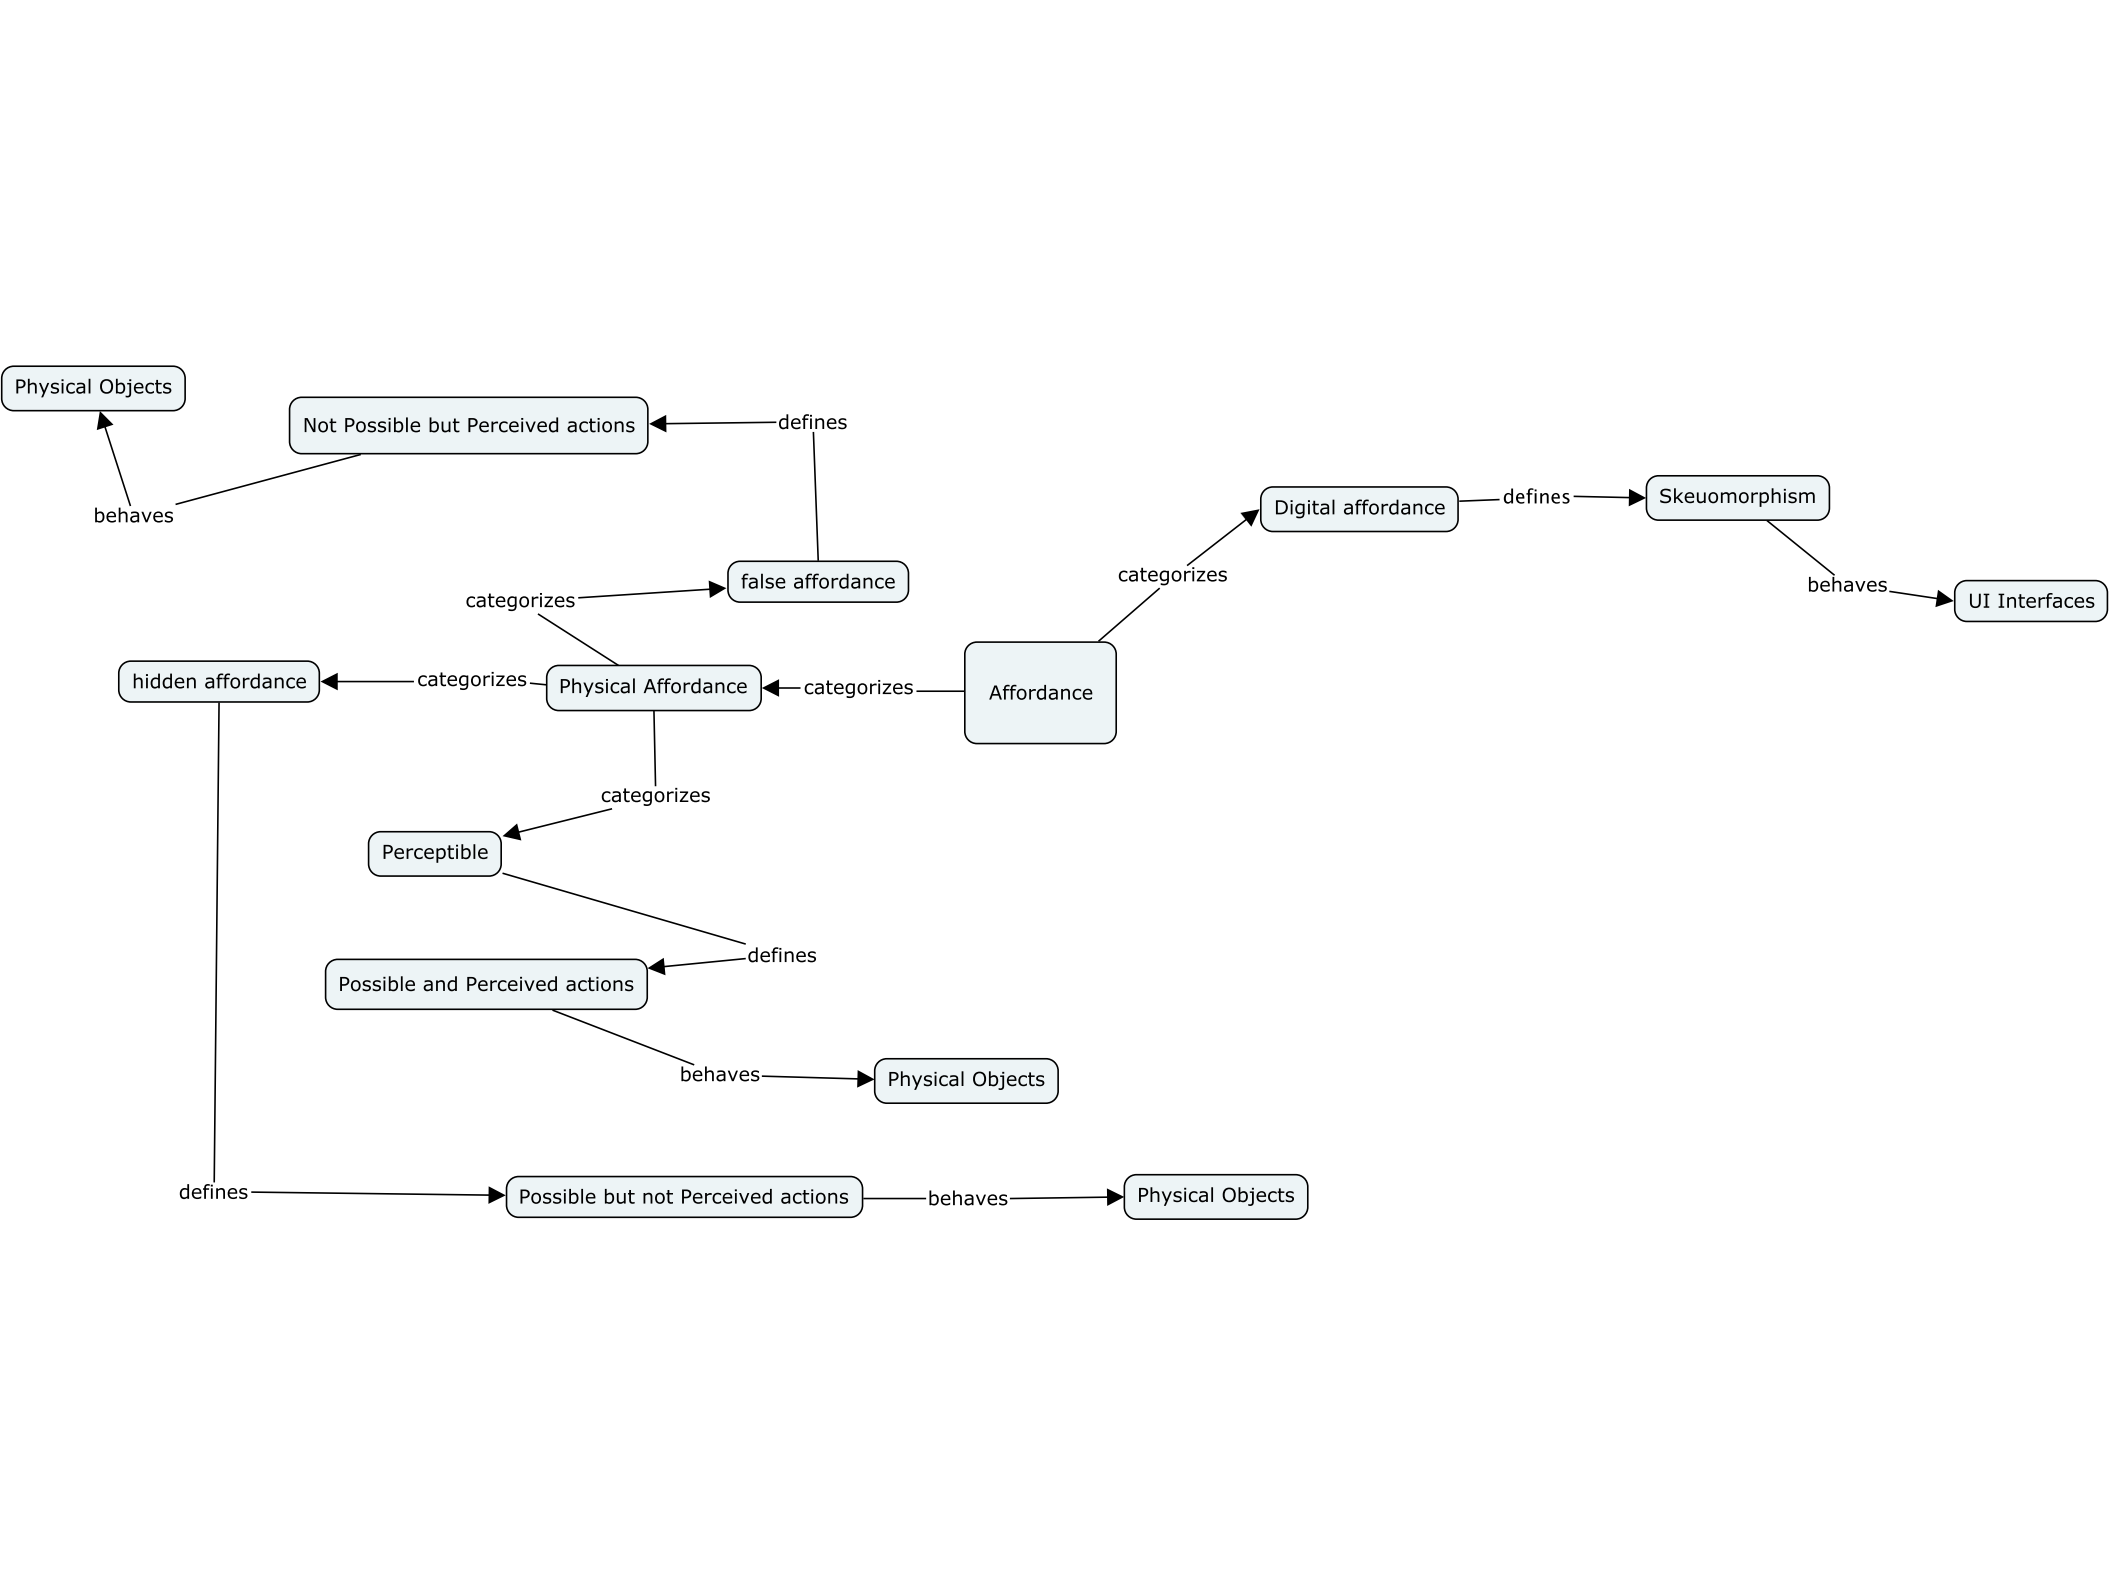 Physical Objects
Not Possible but Perceived actions
defines
behaves
Digital affordance
defines
Skeuomorphism
categorizes
behaves
UI Interfaces
false affordance
categorizes
hidden affordance
categorizes
Physical Affordance
categorizes
Affordance
categorizes
Perceptible
defines
Possible and Perceived actions
behaves
Physical Objects
defines
Possible but not Perceived actions
behaves
Physical Objects